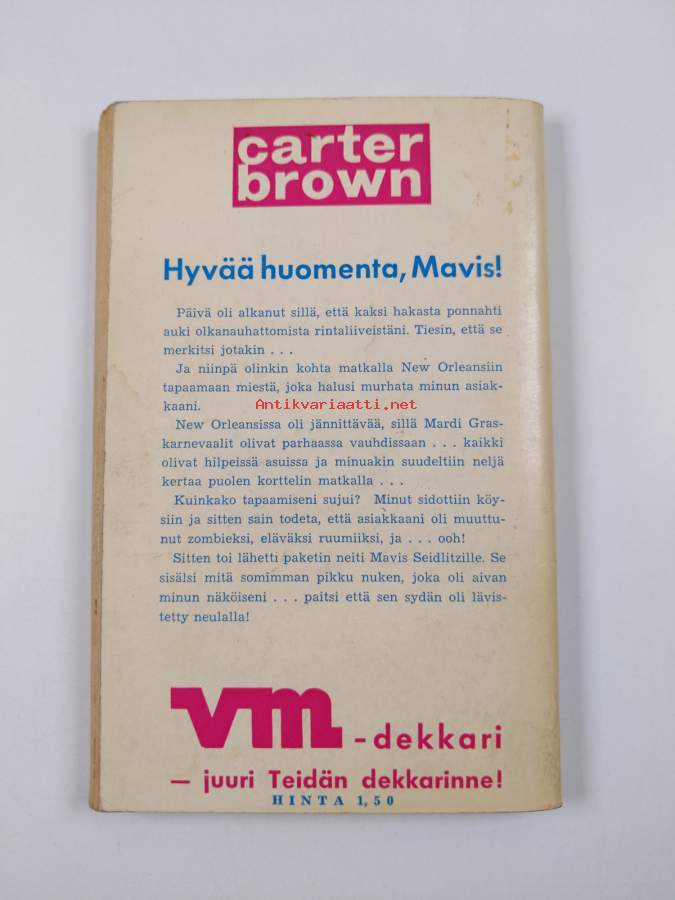 carter
brown
Hyvää huomenta, Mavis!
Päivä oli alkanut sillä, että kaksi hakasta ponnahti
auki olkanauhattomista rintaliiveistäni. Tiesin, että se
merkitsi jotakin . . .
Ja niinpä olinkin kohta matkalla New Orleansiin
tapaamaan miestä, joka halusi murhata minun asiak-
kaani.
Antikvariaatti.net
New Orleansissa oli jännittävää, sillä Mardi Gras-
karnevaalit olivat parhaassa vauhdissaan . . . kaikki
olivat hilpeissä asuissa ja minuakin suudeltiin neljä
kertaa puolen korttelin matkalla . . .
Kuinkako tapaamiseni sujui? Minut sidottiin köy-
siin ja sitten sain todeta, että asiakkaani oli muuttu-
nut zombieksi, eläväksi ruumiiksi, ja . . . ooh!
Sitten toi lähetti paketin neiti Mavis Seidlitzille. Se
sisälsi mitä somimman pikku nuken, joka oli aivan
minun näköiseni . . . paitsi että sen sydän oli lävis-
tetty neulalla!
vm -dekkari
— juuri Teidän dekkarinne!
HINTA 1,50